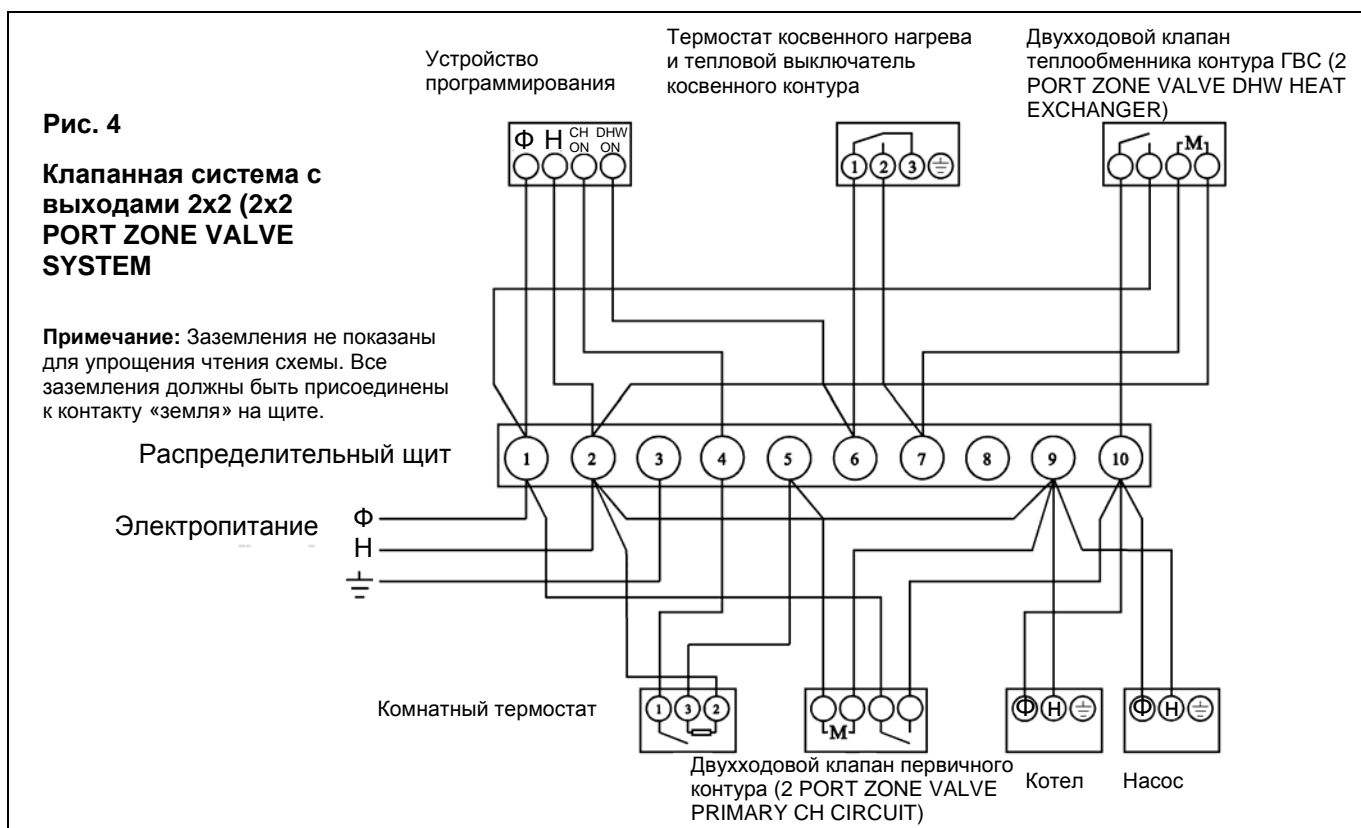 Устройство
программирования
Термостат косвенного нагрева
и тепловой выключатель
косвенного контура
Двухходовой клапан
теплообменника контура ГВС (2
PORT ZONE VALVE DHW HEAT
EXCHANGER)
Рис. 4
Клапанная система с
выходами 2x2 (2x2
PORT ZONE VALVE
SYSTEM
Ф Н CH ON DHW ON
1 2 3
M
Примечание: Заземления не показаны
для упрощения чтения схемы. Все
заземления должны быть присоединены
к контакту «земля» на щите.
Распределительный щит
1 2 3 4 5 6 7 8 9 10
Электропитание
Ф
Н
Комнатный термостат
1 3 2
M
Ф Н
Ф Н
Двухходовой клапан первичного
контура (2 PORT ZONE VALVE
PRIMARY CH CIRCUIT)
Котел
Насос